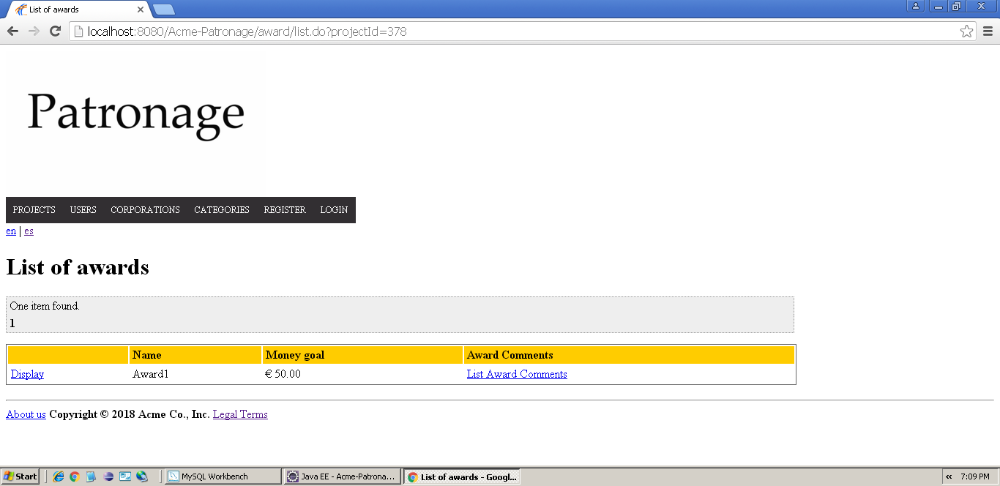 List of awards
localhost:8080/Acme-Patronage/award/list.do?projectId=378
Patronage
PROJECTS USERS CORPORATIONS CATEGORIES REGISTER LOGIN
en | es
List of awards
One item found.
1
Name Money goal Award Comments
Display Award1 € 50.00 List Award Comments
About us Copyright © 2018 Acme Co., Inc. Legal Terms
Start MySQL Workbench Java EE - Acme-Patrona... List of awards - Googl... « 7:09 PM